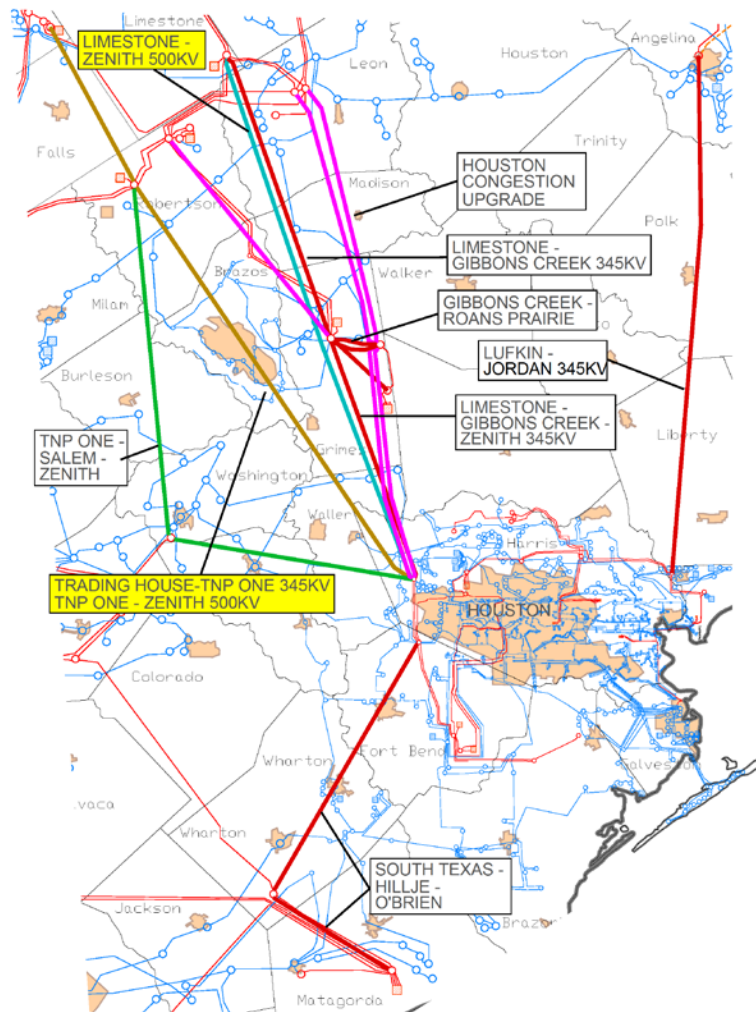 Limestone
Angelina
LIMESTONE -
ZENITH 500KV
Leon
Houston
Falls
Trinity
HOUSTON
CONGESTION
UPGRADE
Madison
Robertson
Polk
LIMESTONE -
GIBBONS CREEK 345KV
Walker
Brazos
Milam
GIBBONS CREEK -
ROANS PRAIRIE
LUFKIN -
JORDAN 345KV
Burleson
LIMESTONE -
GIBBONS CREEK -
ZENITH 345KV
Liberty
TNP ONE -
SALEM -
ZENITH
Grimes
Washington
Waller
Harris
TRADING HOUSE-TNP ONE 345KV
TNP ONE - ZENITH 500KV
HOUSTON
Colorado
Fort Bend
Wharton
Galveston
.vaca
Wharton
SOUTH TEXAS -
HILLJE -
O'BRIEN
Jackson
Brazor
Matagorda